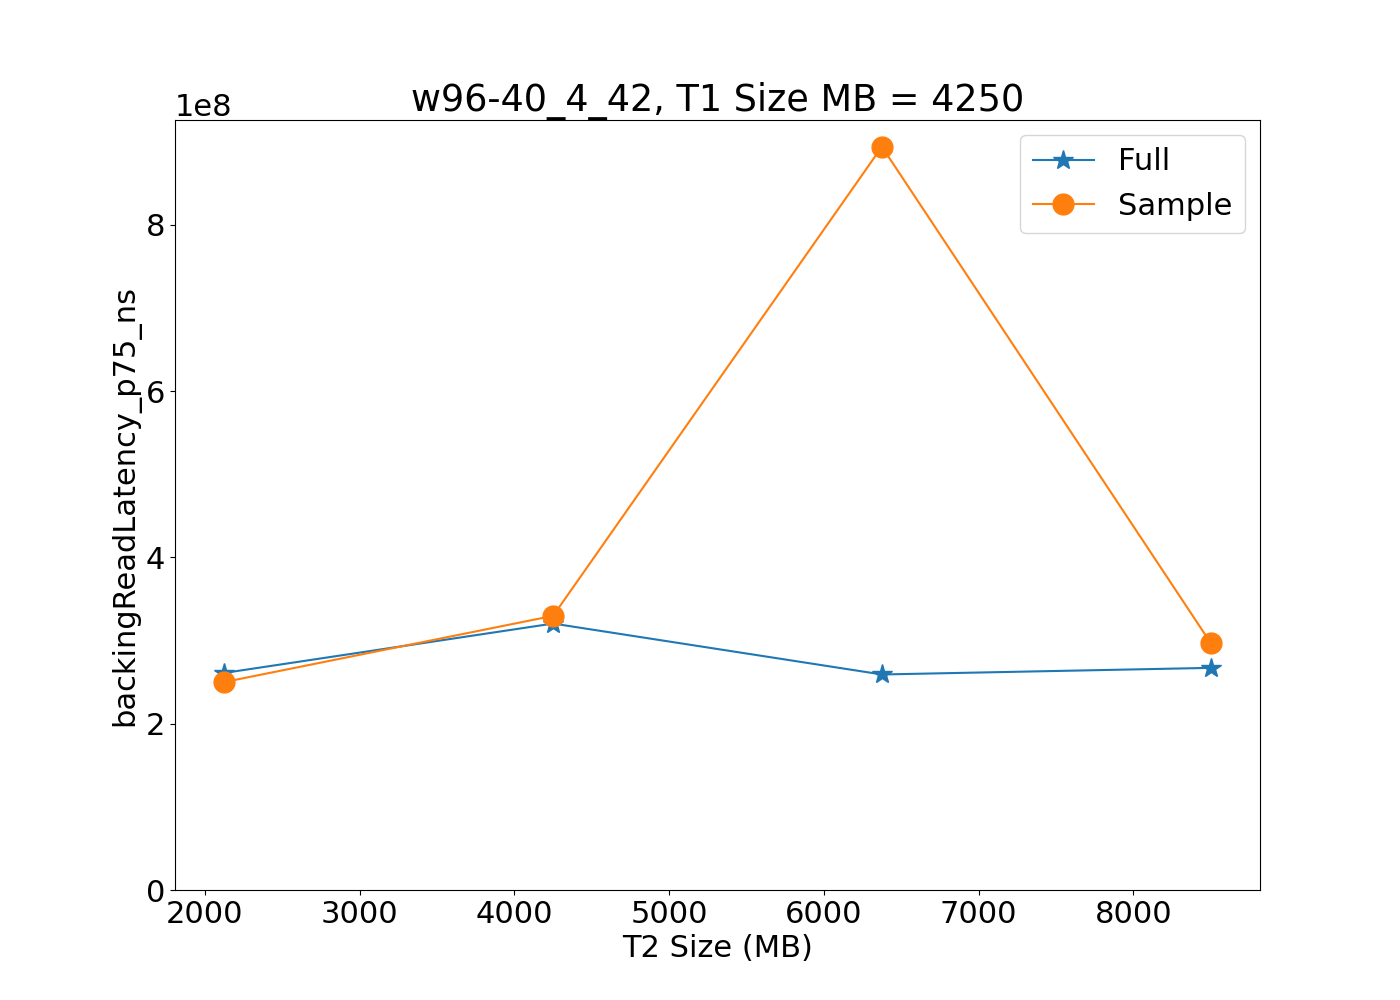 w96-40_4_42, T1 Size MB = 4250
1e8
Full
Sample
8
6
4
2
0
backingReadLatency_p75_ns
2000 3000 4000 5000 6000 7000 8000
T2 Size (MB)